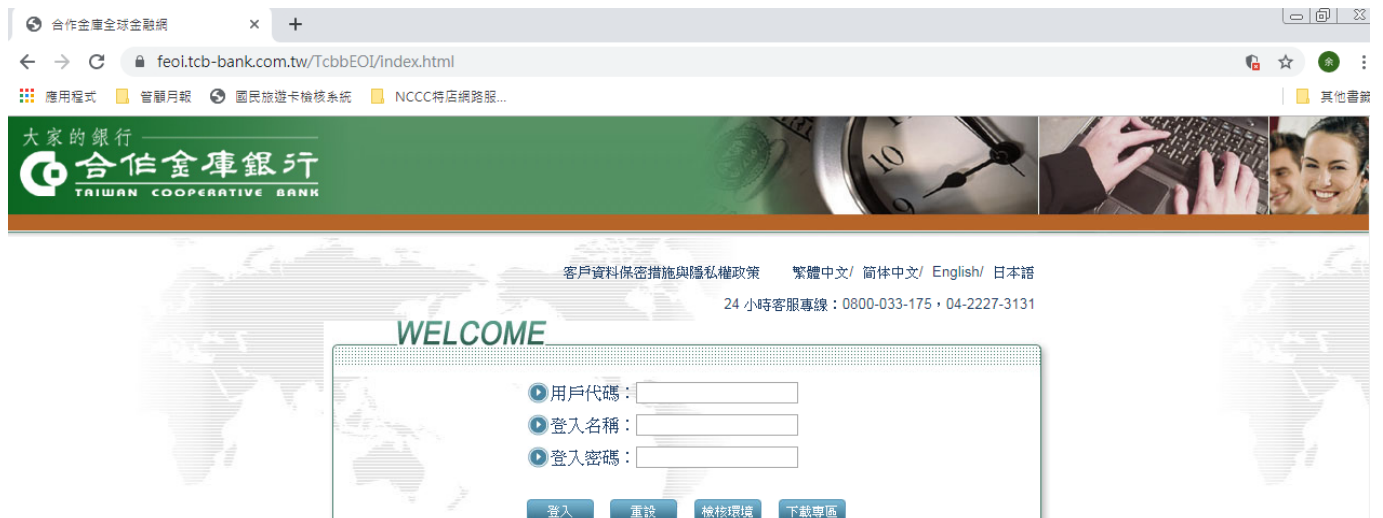 合作金庫全球金融網
feoi.tcb-bank.com.tw/TcbbEOI/index.html
余
應用程式 管顧月報 國民旅遊卡檢核系統 NCCC特店網路服... 其他書籤
大家的銀行
合作金庫銀行
TAIWAN COOPERATIVE BANK
10
9
客戶資料保密措施與隱私權政策 繁體中文/ 简体中文/ English/ 日本語
24 小時客服專線：0800-033-175，04-2227-3131
WELCOME
用戶代碼：
登入名稱：
登入密碼：
登入 重設 檢核環境 下載專區